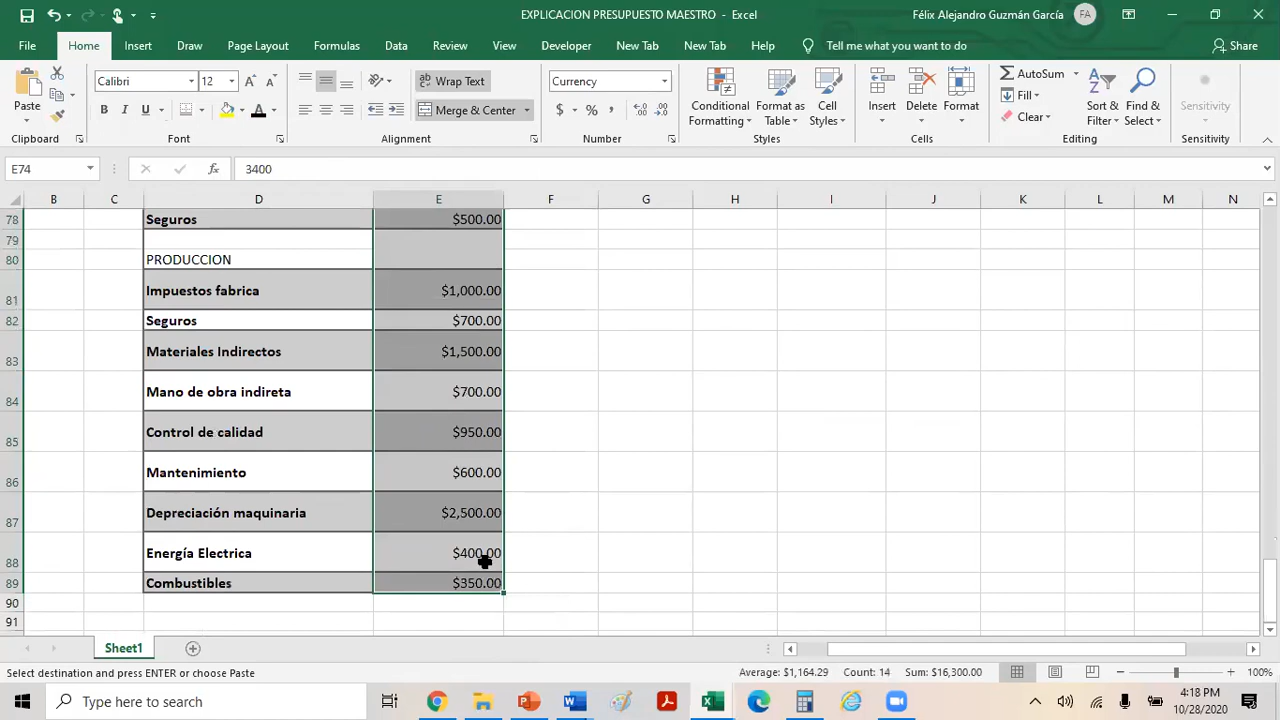 EXPLICACION PRESUPUESTO MAESTRO - Excel
Félix Alejandro Guzmán García
FA
File Home Insert Draw Page Layout Formulas Data Review View Developer New Tab New Tab Help Tell me what you want to do Share
Paste
Calibri 12
B I U
Wrap Text
Merge & Center
Currency
$ % ,
Conditional Formatting
Format as Table
Cell Styles
Insert
Delete
Format
AutoSum
Fill
Clear
Sort & Filter
Find & Select
Sensitivity
Clipboard Font Alignment Number Styles Cells Editing Sensitivity
E74 fx 3400
B C D E F G H I J K L M N
78 Seguros $500.00
79
80 PRODUCCION
81 Impuestos fabrica $1,000.00
82 Seguros $700.00
83 Materiales Indirectos $1,500.00
84 Mano de obra indireta $700.00
85 Control de calidad $950.00
86 Mantenimiento $600.00
87 Depreciación maquinaria $2,500.00
88 Energía Electrica $400.00
89 Combustibles $350.00
90
91
Sheet1
Select destination and press ENTER or choose Paste Average: $1,164.29 Count: 14 Sum: $16,300.00 100%
Type here to search
4:18 PM
10/28/2020